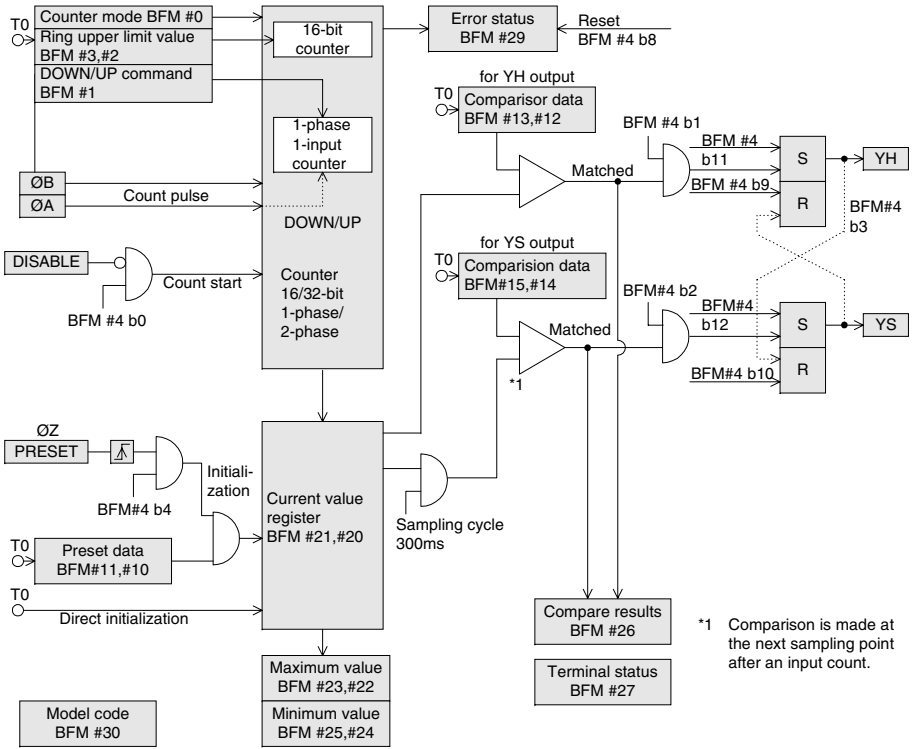 T0
Counter mode BFM #0
Ring upper limit value
BFM #3,#2
DOWN/UP command
BFM #1
16-bit
counter
1-phase
1-input
counter
Error status
BFM #29
Reset
BFM #4 b8
ØB
ØA
Count pulse
DOWN/UP
DISABLE
BFM #4 b0
Count start
Counter
16/32-bit
1-phase/
2-phase
for YH output
T0
Comparisor data
BFM #13,#12
Matched
BFM #4 b1
BFM #4
b11
BFM #4 b9
S
R
YH
BFM#4
b3
for YS output
T0
Comparision data
BFM#15,#14
Matched
*1
BFM#4 b2
BFM#4
b12
BFM#4 b10
S
R
YS
ØZ
PRESET
BFM#4 b4
Initiali-
zation
T0
Preset data
BFM#11,#10
T0
Direct initialization
Current value
register
BFM #21,#20
Sampling cycle
300ms
Maximum value
BFM #23,#22
Minimum value
BFM #25,#24
Model code
BFM #30
Compare results
BFM #26
Terminal status
BFM #27
*1 Comparison is made at
the next sampling point
after an input count.